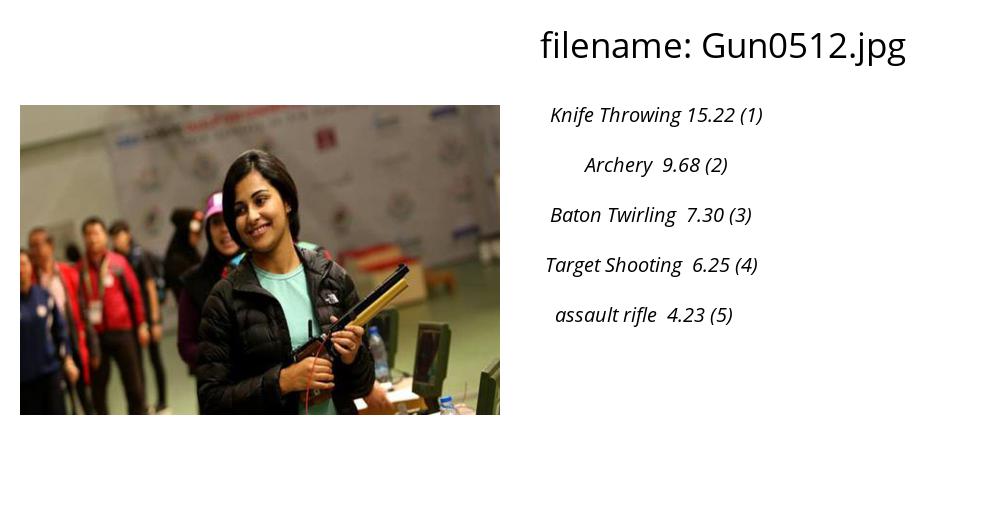 filename: Gun0512.jpg
Knife Throwing 15.22 (1)
Archery 9.68 (2)
Baton Twirling 7.30 (3)
Target Shooting 6.25 (4)
assault rifle 4.23 (5)